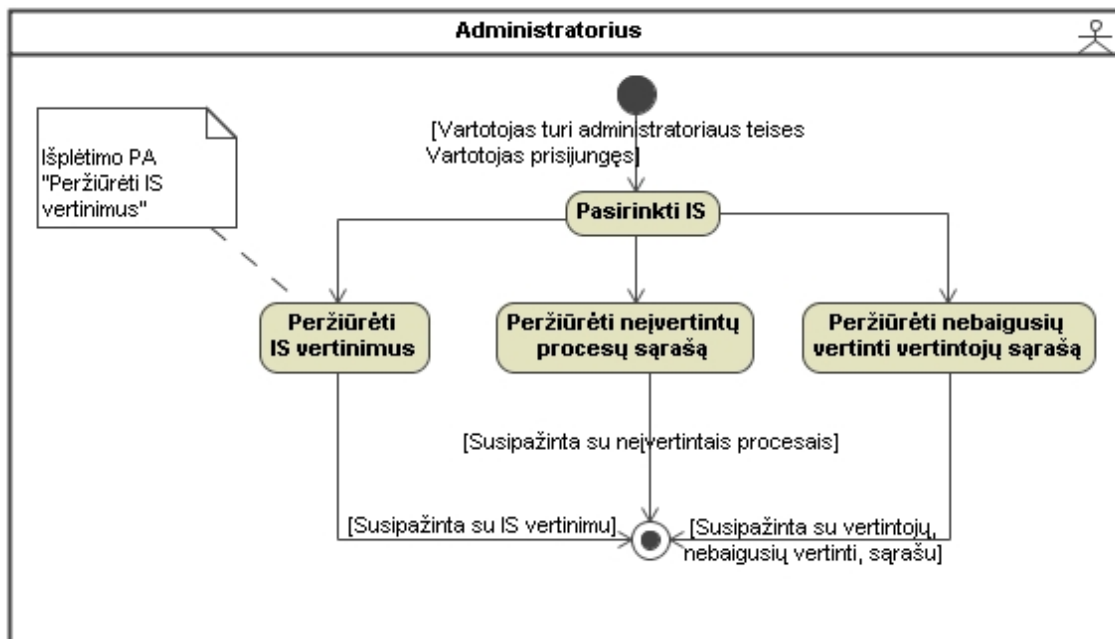 Administratorius
[Vartotojas turi administratoriaus teises
Vartotojas prisijungęs]
Išplėtimo PA
"Peržiūrėti IS
vertinimus"
Pasirinkti IS
Peržiūrėti
IS vertinimus
Peržiūrėti neįvertintų
procesų sąrašą
Peržiūrėti nebaigusių
vertinti vertintojų sąrašą
[Susipažinta su neįvertintais procesais]
[Susipažinta su IS vertinimu]
[Susipažinta su vertintojų,
nebaigusių vertinti, sąrašu]